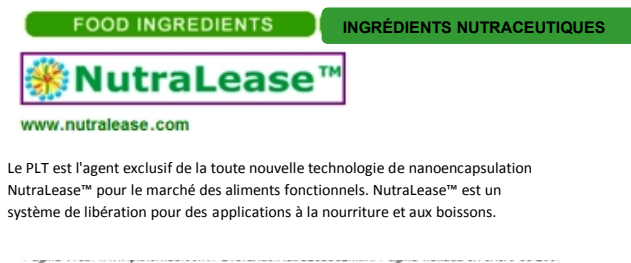 FOOD INGREDIENTS INGRÉDIENTS NUTRACEUTIQUES
NutraLease™
www.nutralease.com
Le PLT est l'agent exclusif de la toute nouvelle technologie de nanoencapsulation
NutraLease™ pour le marché des aliments fonctionnels. NutraLease™ est un
système de libération pour des applications à la nourriture et aux boissons.